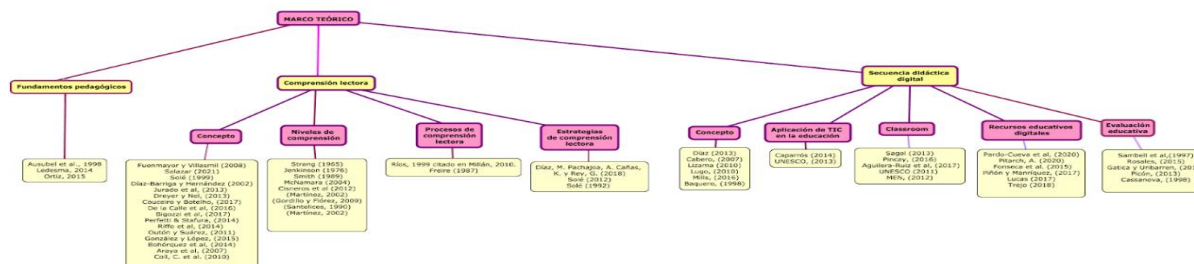 MARCO TEÓRICO
Fundamentos pedagógicos
Comprensión lectora
Secuencia didáctica
digital
Concepto
Niveles de
comprensión
Procesos de
comprensión
lectora
Estrategias de
comprensión
lectora
Concepto
Aplicación de TIC
en la educación
Classroom
Recursos educativos
digitales
Evaluación
educativa
Ausubel et al., 1998
Ledesma, 2014
Ortiz, 2015
Fuenmayor y Villasmil (2008)
Salazar (2021)
Solé (1999)
Díaz-Barriga y Hernández (2002)
Jurado et al, (2013)
Dreyer y Nel, (2013)
Cauceiro y Botelho, (2017)
De la Calle et al, (2016)
Bigozzi et al, (2017)
Perfetti & Stafura, (2014)
Riffo et al, (2014)
Outón y Suárez, (2011)
González y López, (2015)
Bohórquez et al, (2014)
Araya et al, (2007)
Coll, C. et al. (2010)
Streng (1965)
Jenkinson (1976)
Smith (1989)
McNamara (2004)
Cisneros et al (2012)
(Martínez, 2002)
(Gordillo y Flórez, 2009)
(Santelices, 1990)
(Martínez, 2002)
Ríos, 1999 citado en Millán, 2010.
Freire (1987)
Díaz, M. Pachajoa, A. Cañas,
K. y Rey, G. (2018)
Solé (2012)
Solé (1992)
Díaz (2013)
Cabero, (2007)
Lizama (2010)
Lugo, (2010)
Mills, (2016)
Baquero, (1998)
Caparrós (2014)
UNESCO, (2013)
Sagol (2013)
Pinczay, (2016)
Aguilera-Ruiz et al, (2017)
UNESCO (2011)
MEN, (2012)
Pardo-Cueva et al, (2020)
Pitarch, A. (2020)
Fonseca et al. (2015)
Piñón y Manríquez, (2017)
Lucas (2017)
Trejo (2018)
Sambell et al,(1997)
Rosales, (2015)
Gatica y Uribarren, (201
Picón, (2013)
Cassanova, (1998)